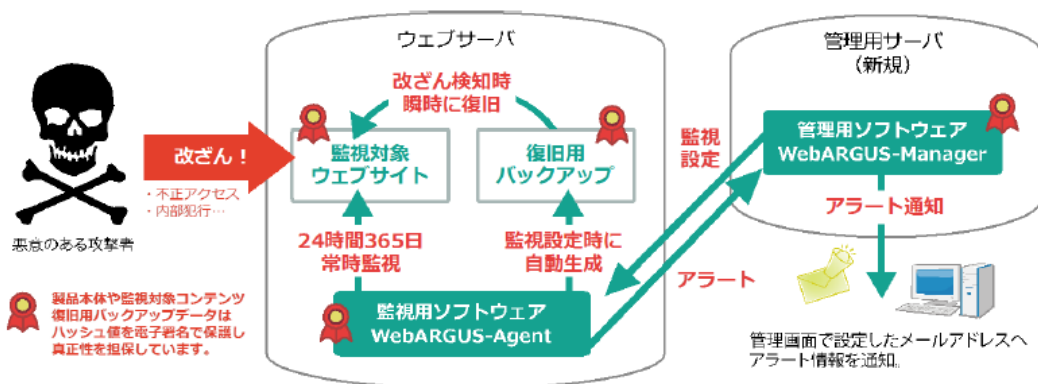 ウェブサーバ
管理用サーバ
（新規）
改ざん検知時
瞬時に復旧
改ざん！
・不正アクセス
・内部犯行…
悪意のある攻撃者
監視対象
ウェブサイト
復旧用
バックアップ
監視
設定
管理用ソフトウェア
WebARGUS-Manager
アラート通知
24時間365日
常時監視
監視設定時に
自動生成
アラート
監視用ソフトウェア
WebARGUS-Agent
製品本体や監視対象コンテンツ
復旧用バックアップデータは
ハッシュ値を電子署名で保護し
真正性を担保しています。
管理画面で設定したメールアドレスへ
アラート情報を通知。